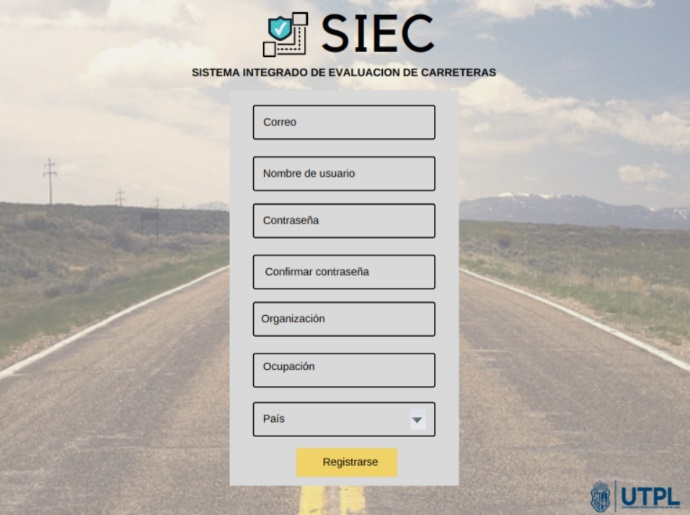 SIEC
SISTEMA INTEGRADO DE EVALUACION DE CARRETERAS
Correo
Nombre de usuario
Contraseña
Confirmar contraseña
Organización
Ocupación
País
Registrarse
UTPL